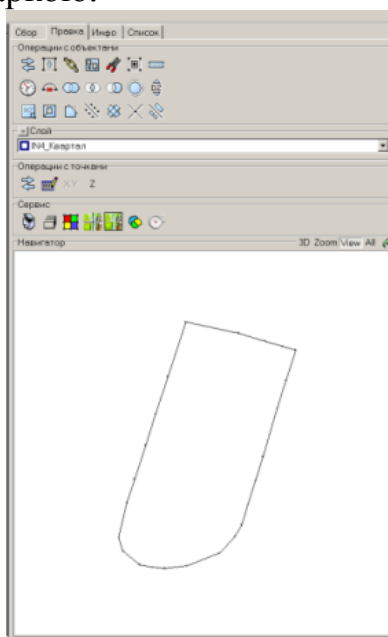 Сбор Правка Инфо Список
Операции с объектами
Слой
IN4_Квартал
Операции с точками
XY Z
Сервис
Навигатор 3D Zoom View All